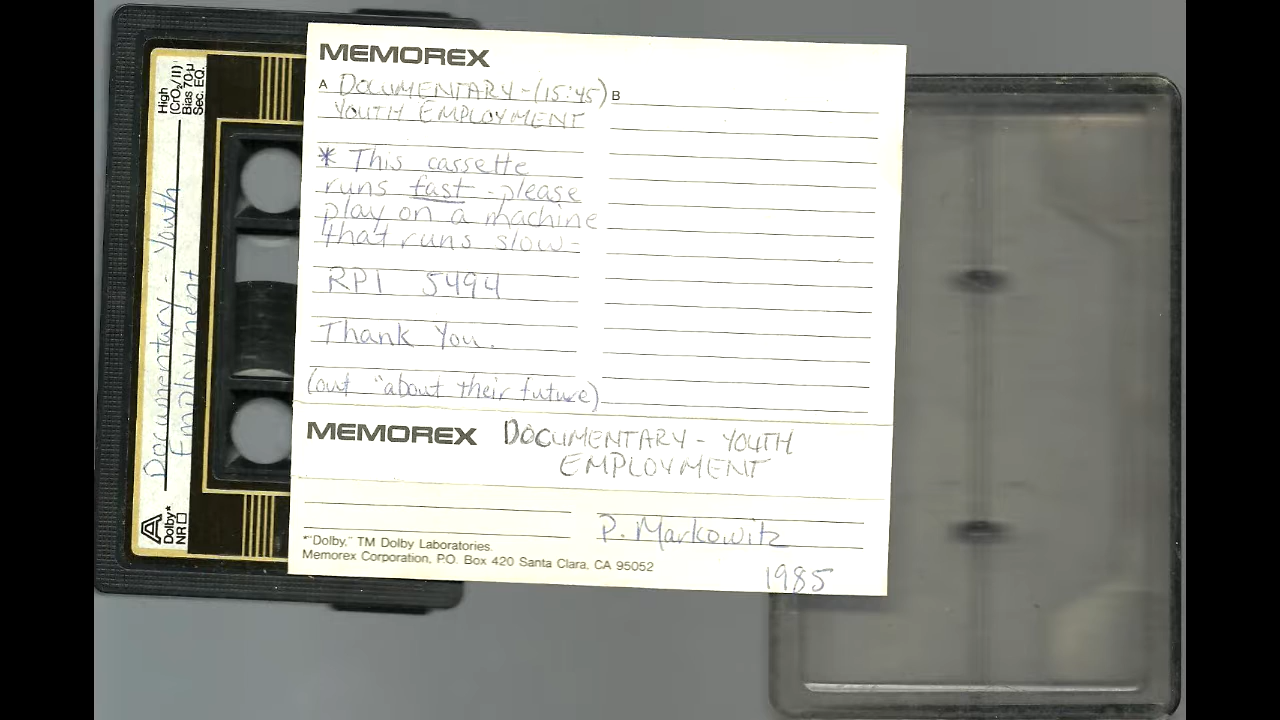 MEMOREX
A DOCUMENTARY - (15:45) B
YOUTH EMPLOYMENT
* This cassette
runs fast - please
play on a machine
that runs slow -
RPI 5494
Thank You.
(out about their future)
MEMOREX DOCUMENTARY - YOUTH
EMPLOYMENT
P. Markowitz
*"Dolby," TM Dolby Laboratories.
Memorex Corporation, P.O. Box 420 Santa Clara, CA 95052
1985
High
(CrO₂/II)
Bias 70-µ
Sec. EQ.
Documentary - Youth
Employment
Dolby*
NR